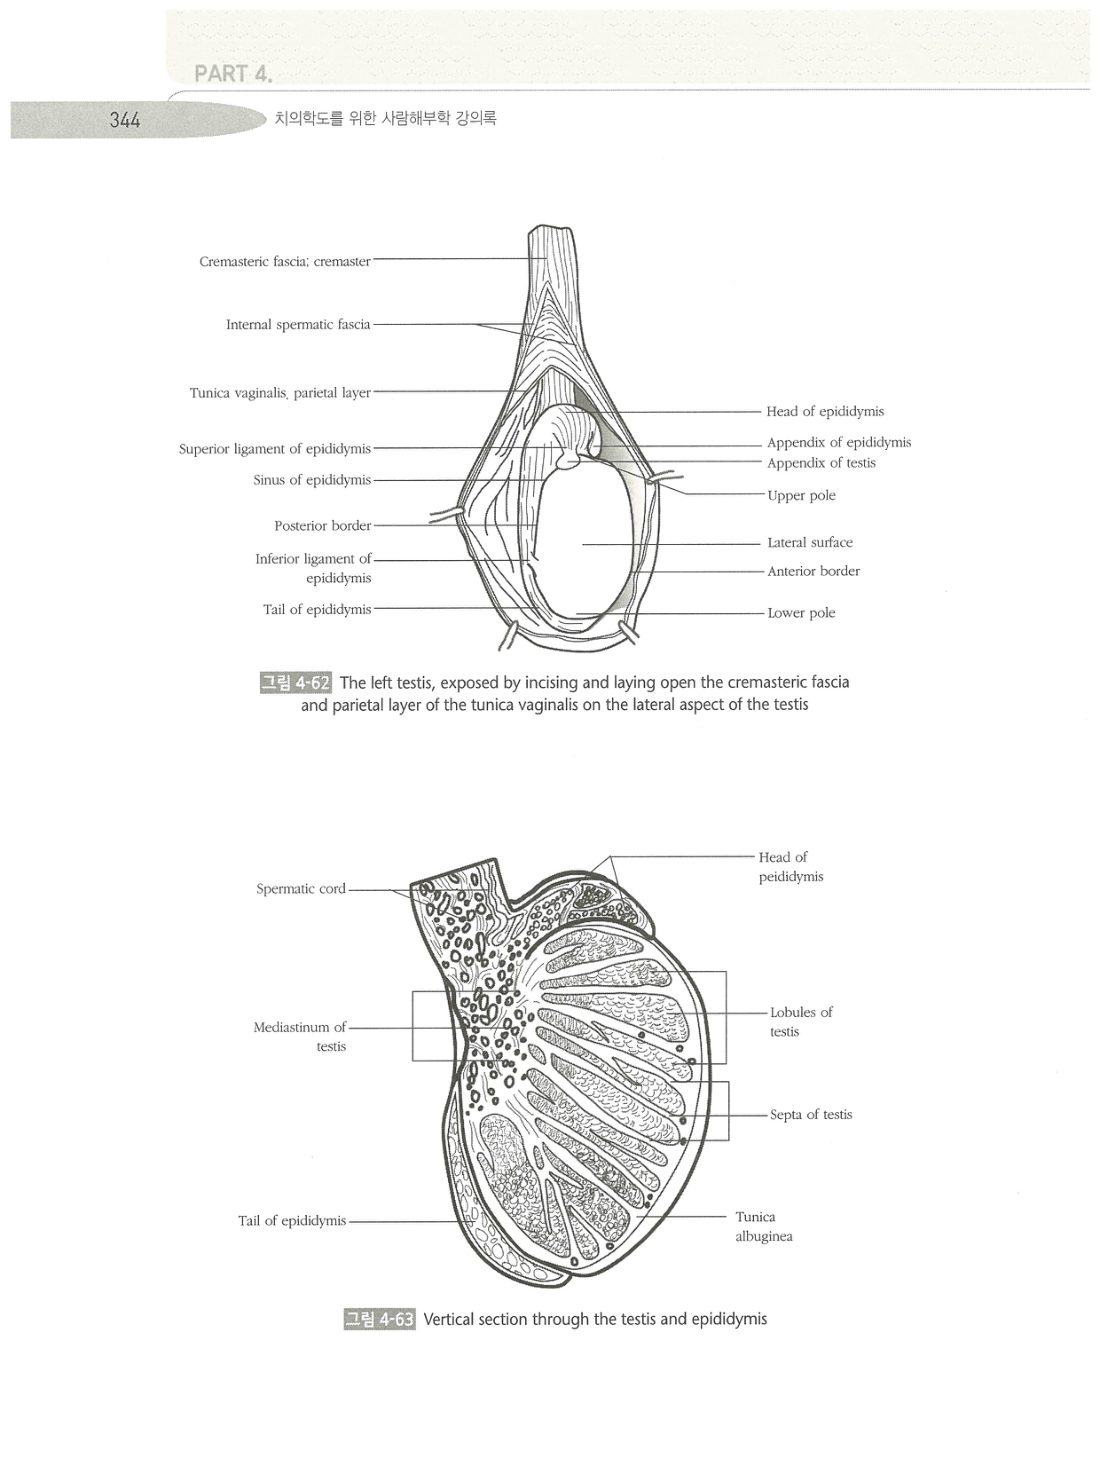 PART 4.
344
치의학도를 위한 사람해부학 강의록
Cremasteric fascia; cremaster
Internal spermatic fascia
Tunica vaginalis, parietal layer
Superior ligament of epididymis
Sinus of epididymis
Posterior border
Inferior ligament of
epididymis
Tail of epididymis
Head of epididymis
Appendix of epididymis
Appendix of testis
Upper pole
Lateral surface
Anterior border
Lower pole
그림 4-62 The left testis, exposed by incising and laying open the cremasteric fascia
and parietal layer of the tunica vaginalis on the lateral aspect of the testis
Spermatic cord
Mediastinum of
testis
Tail of epididymis
Head of
peididymis
Lobules of
testis
Septa of testis
Tunica
albuginea
그림 4-63 Vertical section through the testis and epididymis